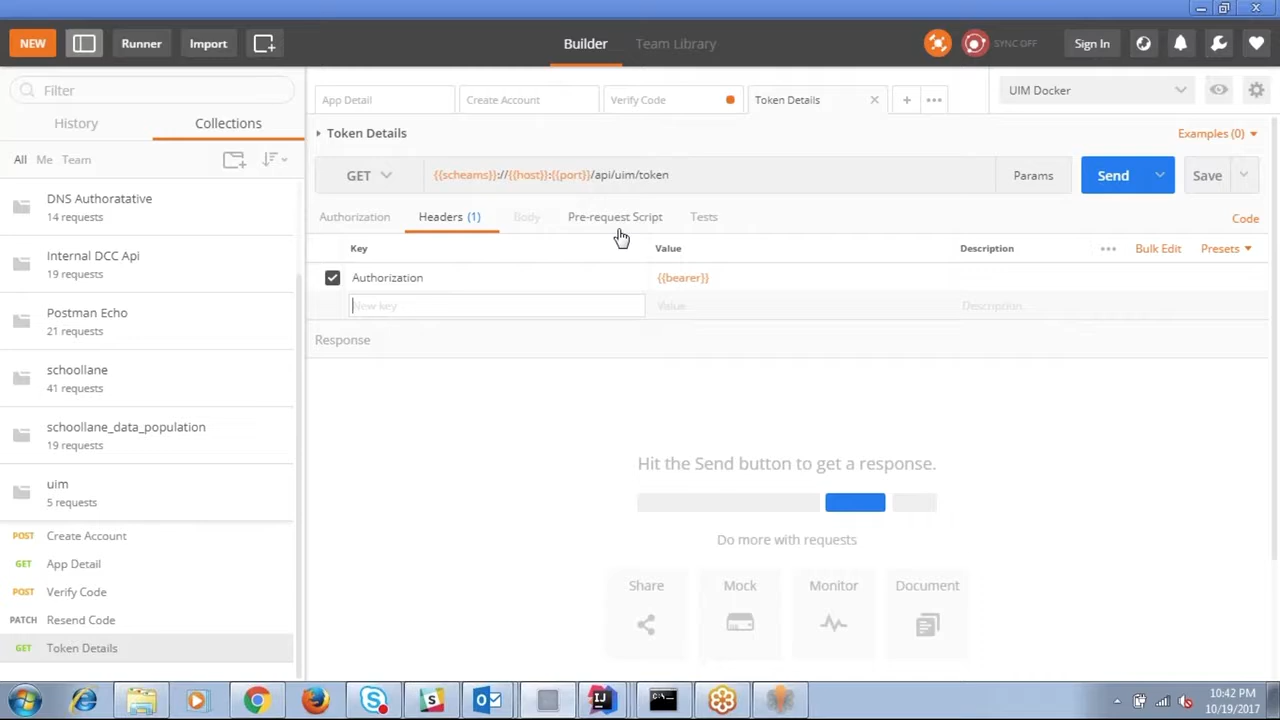 NEW
Runner
Import
Builder
Team Library
SYNC OFF
Sign In
Filter
History
Collections
All Me Team
DNS Authoratative
14 requests
Internal DCC Api
19 requests
Postman Echo
21 requests
schoollane
41 requests
schoollane_data_population
19 requests
uim
5 requests
POST Create Account
GET App Detail
POST Verify Code
PATCH Resend Code
GET Token Details
App Detail
Create Account
Verify Code
Token Details
UIM Docker
Token Details
Examples (0)
GET
{{scheams}}://{{host}}:{{port}}/api/uim/token
Params
Send
Save
Authorization
Headers (1)
Body
Pre-request Script
Tests
Code
Key
Value
Description
Bulk Edit
Presets
Authorization
{{bearer}}
New key
Value
Description
Response
Hit the Send button to get a response.
Do more with requests
Share
Mock
Monitor
Document
10:42 PM
10/19/2017